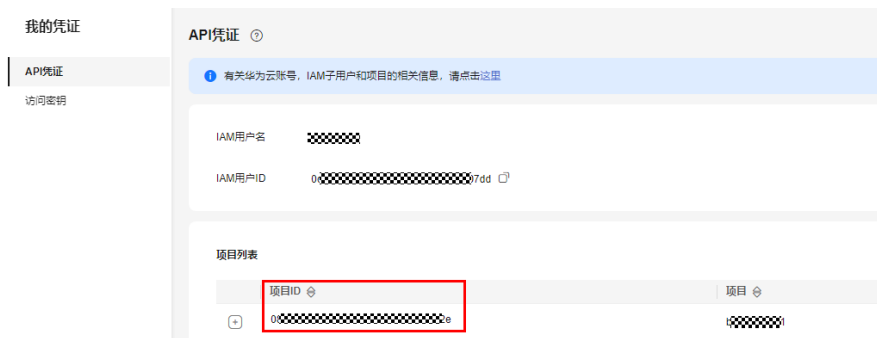 我的凭证
API凭证
访问密钥
API凭证
有关华为云账号，IAM子用户和项目的相关信息，请点击这里
IAM用户名
IAM用户ID 7dd
项目列表
项目ID 项目